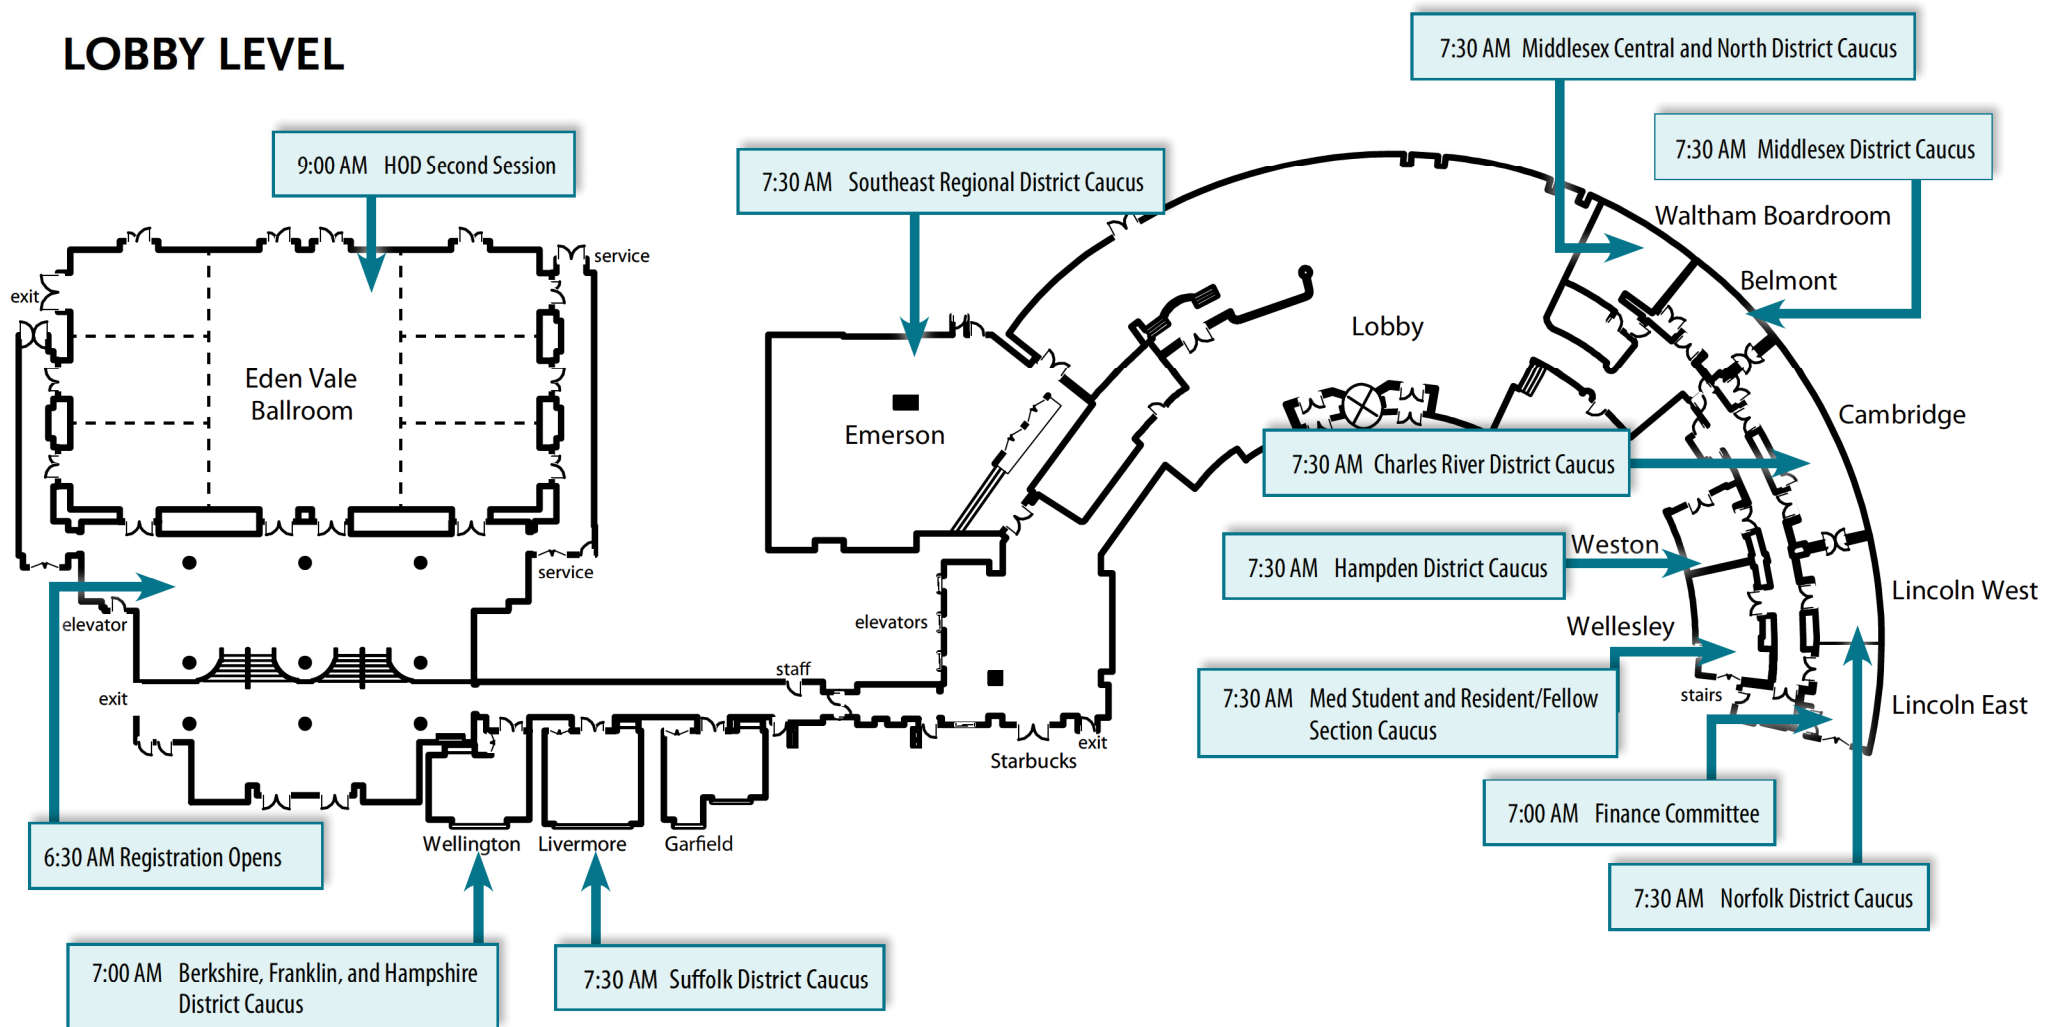 LOBBY LEVEL
7:30 AM Middlesex Central and North District Caucus
7:30 AM Middlesex District Caucus
9:00 AM HOD Second Session
7:30 AM Southeast Regional District Caucus
Waltham Boardroom
service
Belmont
exit
Lobby
Eden Vale
Ballroom
Emerson
Cambridge
7:30 AM Charles River District Caucus
Weston
7:30 AM Hampden District Caucus
service
Lincoln West
elevator
elevators
Wellesley
staff
exit
stairs
7:30 AM Med Student and Resident/Fellow
Section Caucus
Lincoln East
exit
Starbucks
7:00 AM Finance Committee
Wellington
Livermore
Garfield
6:30 AM Registration Opens
7:30 AM Norfolk District Caucus
7:00 AM Berkshire, Franklin, and Hampshire
District Caucus
7:30 AM Suffolk District Caucus